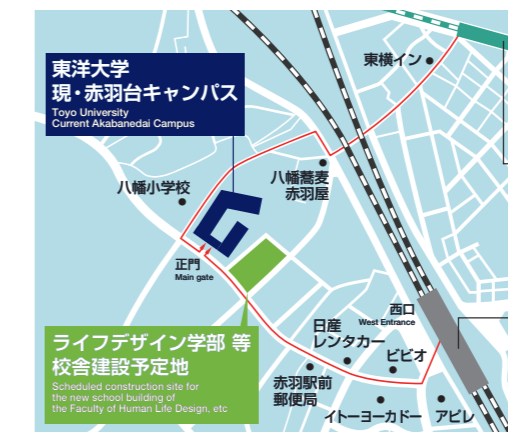 東洋大学
現・赤羽台キャンパス
Toyo University
Current Akabanedai Campus
東横イン
八幡小学校
八幡蕎麦
赤羽屋
正門
Main gate
西口
West Entrance
日産
レンタカー
ビビオ
赤羽駅前
郵便局
イトーヨーカドー
アピレ
ライフデザイン学部 等
校舎建設予定地
Scheduled construction site for
the new school building of
the Faculty of Human Life Design, etc